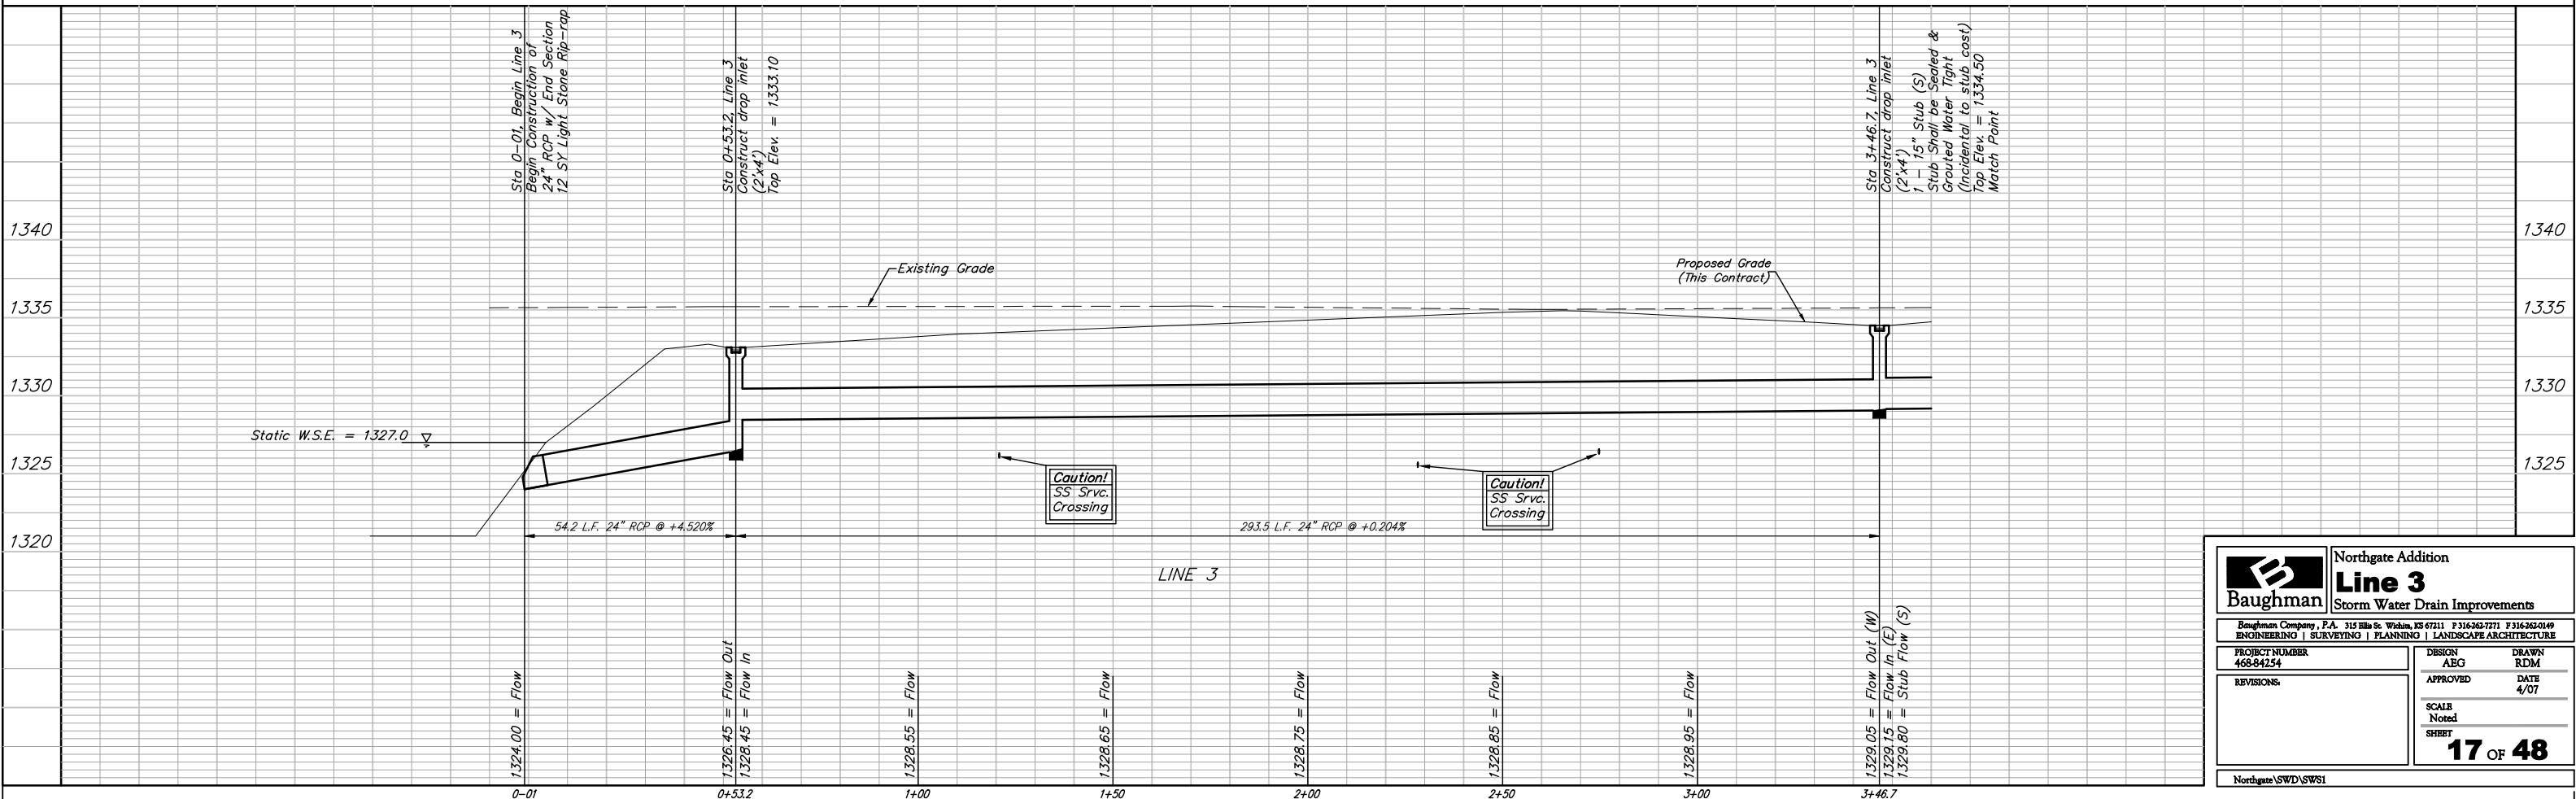 Sta 0-01, Begin Line 3
Begin Construction of
24" RCP w/ End Section
12 SY Light Stone Rip-rap
Sta 0+53.2, Line 3
Construct drop inlet
(2'x4')
Top Elev. = 1333.10
Sta 3+46.7, Line 3
Construct drop inlet
(2'x4')
1 - 15" Stub (S)
Stub Shall be Sealed &
Grouted Water Tight
(Incidental to stub cost)
Top Elev. = 1334.50
Match Point
1340
1340
Existing Grade
Proposed Grade
(This Contract)
1335
1335
1330
1330
Static W.S.E. = 1327.0
1325
1325
Caution!
SS Srvc.
Crossing
Caution!
SS Srvc.
Crossing
54.2 L.F. 24" RCP @ +4.520%
293.5 L.F. 24" RCP @ +0.204%
1320
LINE 3
1324.00 = Flow
1326.45 = Flow Out
1328.45 = Flow In
1328.55 = Flow
1328.65 = Flow
1328.75 = Flow
1328.85 = Flow
1328.95 = Flow
1329.05 = Flow Out (W)
1329.15 = Flow In (E)
1329.80 = Stub Flow (S)
0-01
0+53.2
1+00
1+50
2+00
2+50
3+00
3+46.7
B
Baughman
Northgate Addition
Line 3
Storm Water Drain Improvements
Baughman Company, P.A. 315 Ellis St. Wichita, KS 67211 P 316-262-7271 F 316-262-0149
ENGINEERING | SURVEYING | PLANNING | LANDSCAPE ARCHITECTURE
PROJECT NUMBER
468-84254
REVISIONS:
DESIGN
AEG
DRAWN
RDM
APPROVED
DATE
4/07
SCALE
Noted
SHEET
17 OF 48
Northgate\SWD\SWS1